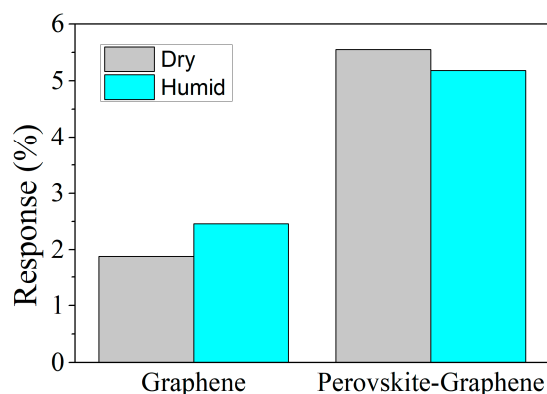 6
5
4
3
2
1
0
Response (%)
Dry
Humid
Graphene
Perovskite-Graphene